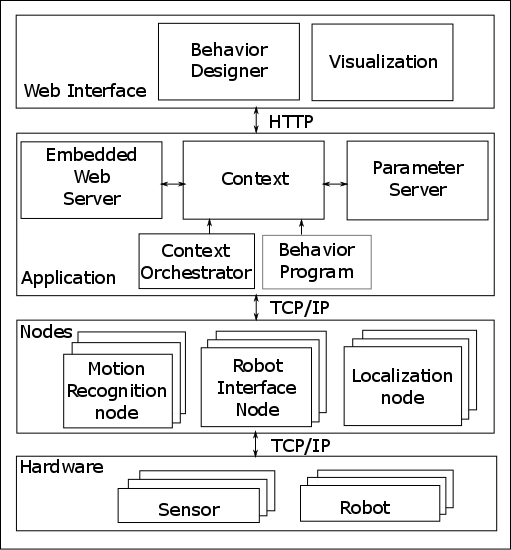 Behavior
Designer
Visualization
Web Interface
HTTP
Embedded
Web
Server
Context
Parameter
Server
Context
Orchestrator
Behavior
Program
Application
TCP/IP
Nodes
Motion
Recognition
node
Robot
Interface
Node
Localization
node
TCP/IP
Hardware
Sensor
Robot